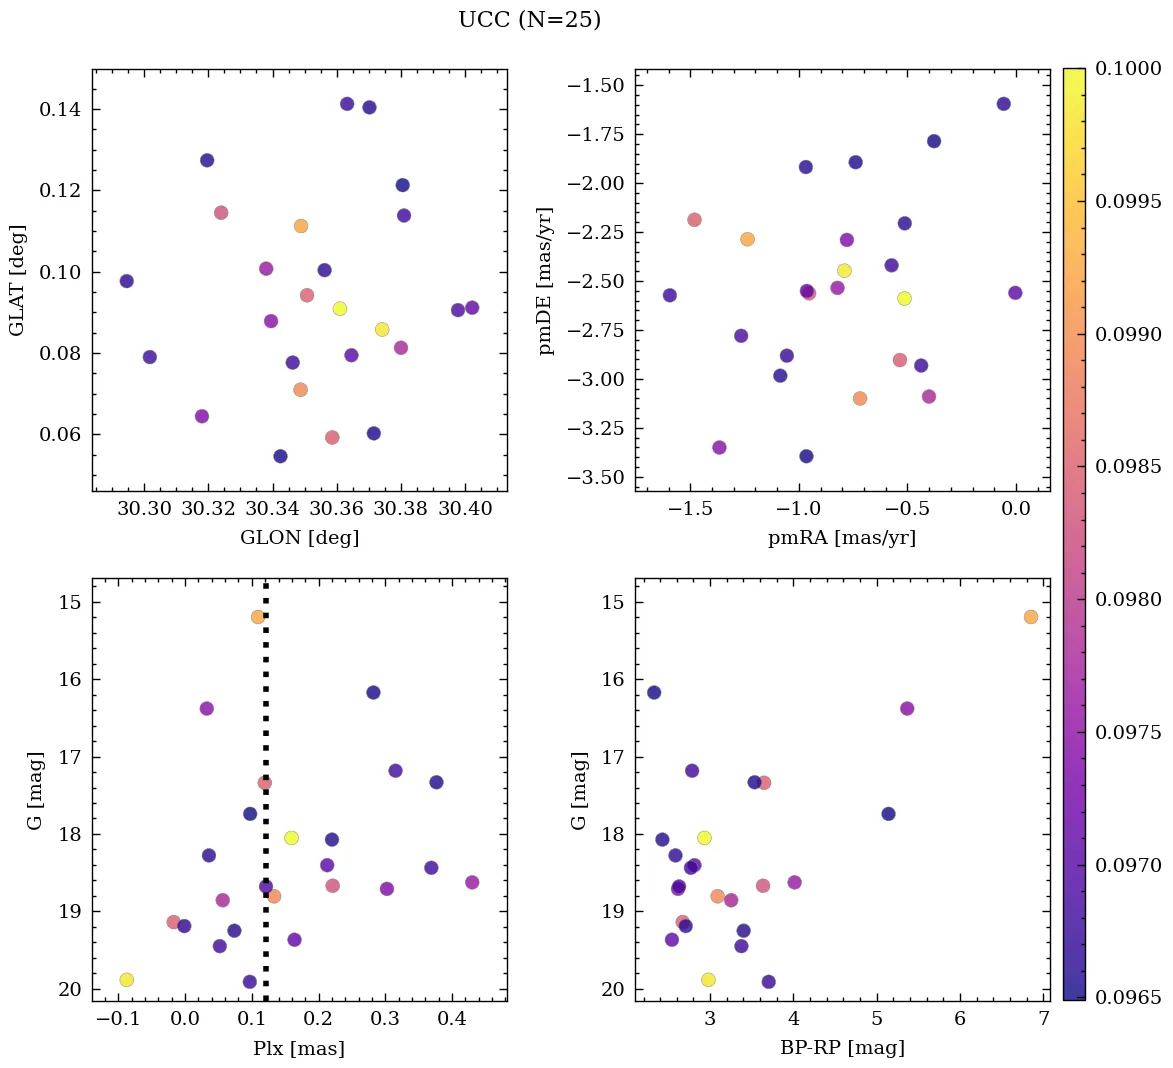 UCC (N=25)
0.14
0.12
0.10
0.08
0.06
GLAT [deg]
30.30 30.32 30.34 30.36 30.38 30.40
GLON [deg]
−1.50
−1.75
−2.00
−2.25
−2.50
−2.75
−3.00
−3.25
−3.50
pmDE [mas/yr]
−1.5 −1.0 −0.5 0.0
pmRA [mas/yr]
0.1000
0.0995
0.0990
0.0985
0.0980
0.0975
0.0970
0.0965
15
16
17
18
19
20
G [mag]
−0.1 0.0 0.1 0.2 0.3 0.4
Plx [mas]
15
16
17
18
19
20
G [mag]
3 4 5 6 7
BP-RP [mag]